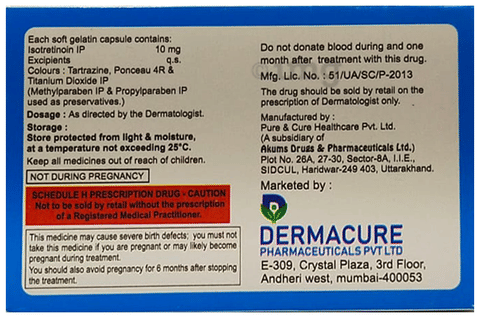 Each soft gelatin capsule contains:
Isotretinoin IP 10 mg
Excipients q.s.
Colours : Tartrazine, Ponceau 4R &
Titanium Dioxide IP
(Methylparaben IP & Propylparaben IP
used as preservatives.)
Dosage : As directed by the Dermatologist.
Storage :
Store protected from light & moisture,
at a temperature not exceeding 25°C.
Keep all medicines out of reach of children.
NOT DURING PREGNANCY
SCHEDULE H PRESCRIPTION DRUG - CAUTION
Not to be sold by retail without the prescription
of a Registered Medical Practitioner.
This medicine may cause severe birth defects; you must not
take this medicine if you are pregnant or may likely become
pregnant during treatment.
You should also avoid pregnancy for 6 months after stopping
the treatment.
Do not donate blood during and one
month after treatment with this drug.
Mfg. Lic. No. : 51/UA/SC/P-2013
The drug should be sold by retail on the
prescription of Dermatologist only.
Manufactured by :
Pure & Cure Healthcare Pvt. Ltd.
(A subsidiary of
Akums Drugs & Pharmaceuticals Ltd.)
Plot No. 26A, 27-30, Sector-8A, I.I.E.,
SIDCUL, Haridwar-249 403, Uttarakhand.
Marketed by :
DERMACURE
PHARMACEUTICALS PVT LTD
E-309, Crystal Plaza, 3rd Floor,
Andheri west, mumbai-400053